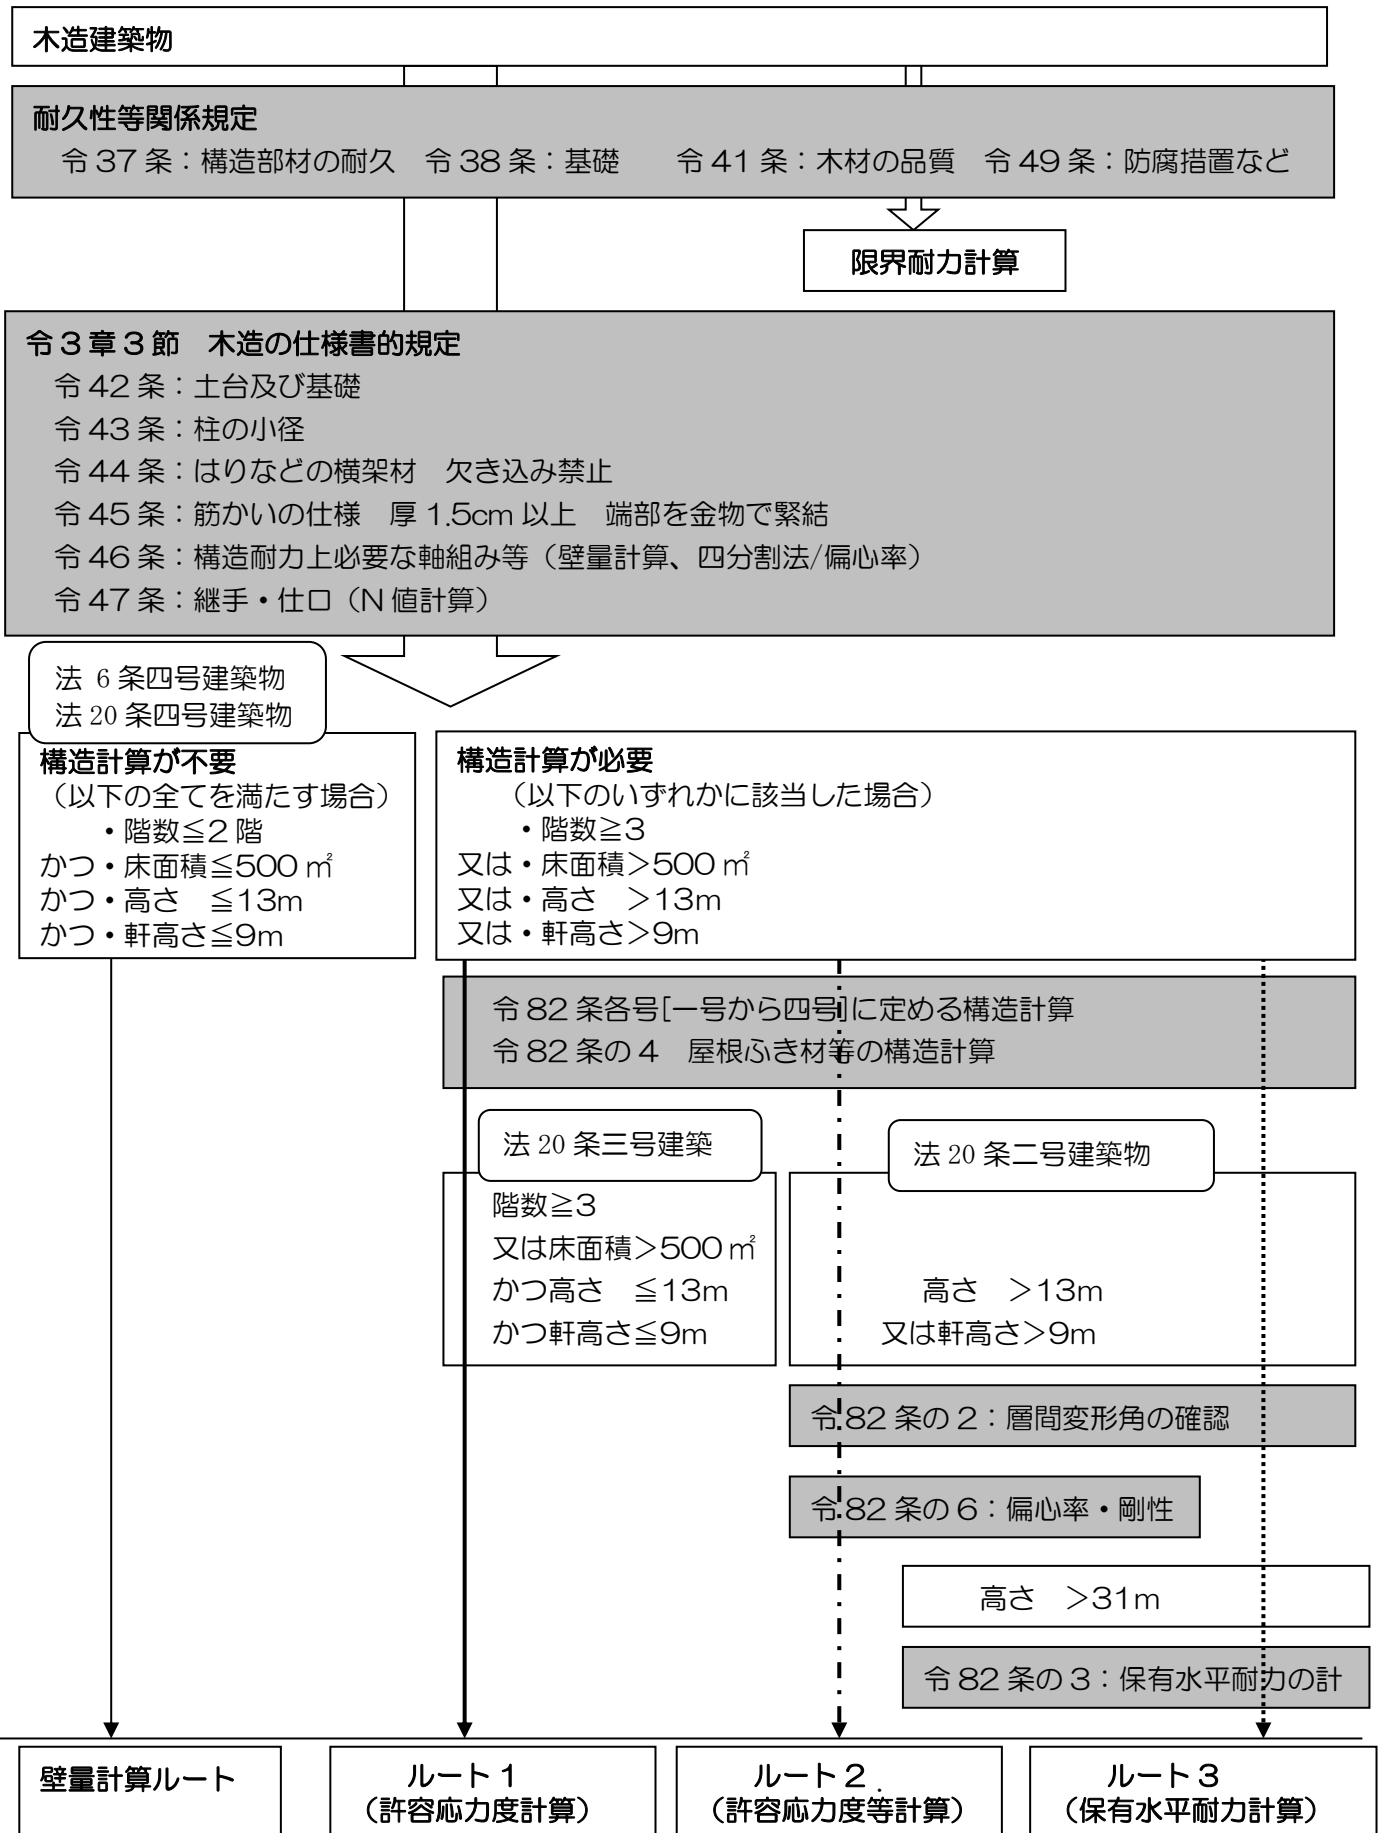 木造建築物
耐久性等関係規定
令37条：構造部材の耐久　令38条：基礎　　令41条：木材の品質　令49条：防腐措置など
限界耐力計算
令3章3節　木造の仕様書的規定
令42条：土台及び基礎
令43条：柱の小径
令44条：はりなどの横架材　欠き込み禁止
令45条：筋かいの仕様　厚1.5cm以上　端部を金物で緊結
令46条：構造耐力上必要な軸組み等（壁量計算、四分割法/偏心率）
令47条：継手・仕口（N値計算）
法 6条四号建築物
法20条四号建築物
構造計算が不要
（以下の全てを満たす場合）
・階数≦2階
かつ・床面積≦500㎡
かつ・高さ　≦13m
かつ・軒高さ≦9m
構造計算が必要
（以下のいずれかに該当した場合）
・階数≧3
又は・床面積＞500㎡
又は・高さ　＞13m
又は・軒高さ＞9m
令82条各号[一号から四号]に定める構造計算
令82条の4　屋根ふき材等の構造計算
法20条三号建築
階数≧3
又は床面積＞500㎡
かつ高さ　≦13m
かつ軒高さ≦9m
法20条二号建築物
高さ　＞13m
又は軒高さ>9m
令82条の2：層間変形角の確認
令82条の6：偏心率・剛性
高さ　＞31m
令82条の3：保有水平耐力の計
壁量計算ルート
ルート1
（許容応力度計算）
ルート2
（許容応力度等計算）
ルート3
（保有水平耐力計算）